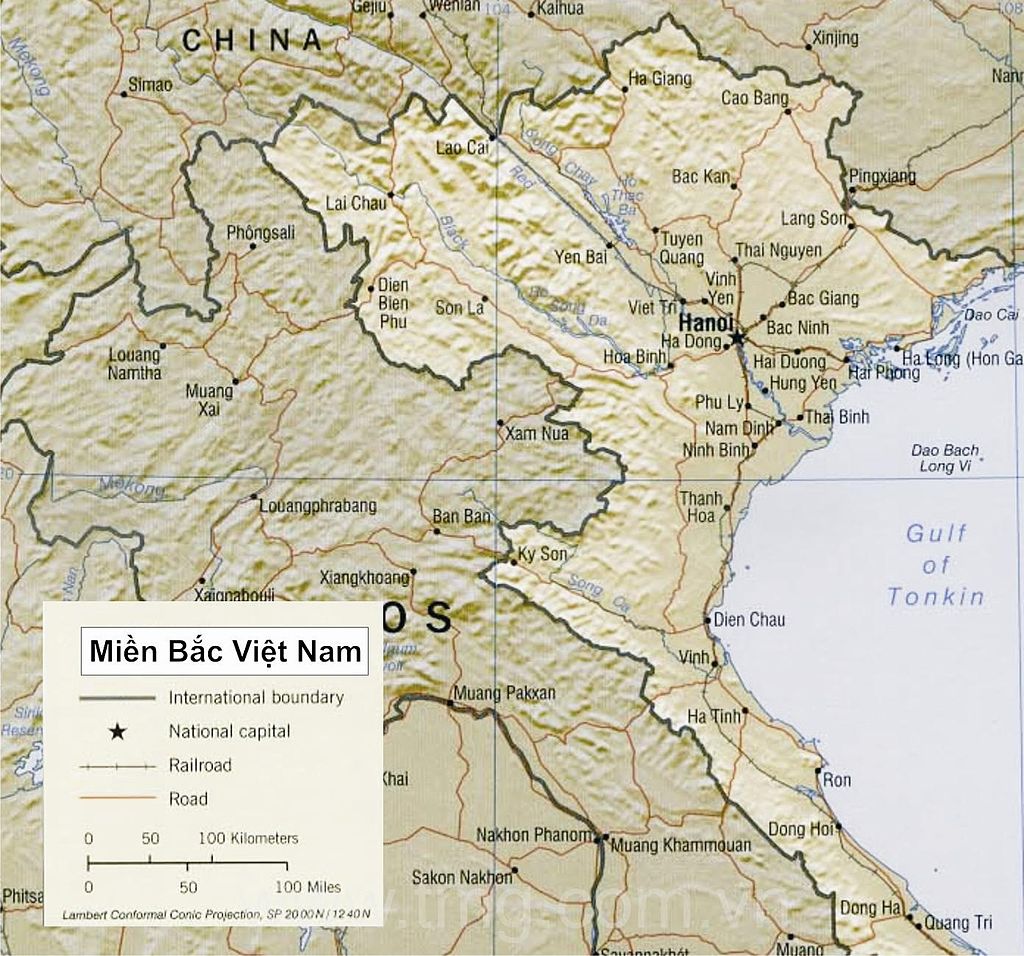 Gejiu
Wenlan
104
Kaihua
108
CHINA
Xinjing
Mekong
Simao
Ha Giang
Cao Bang
Nann
Lao Cai
Song Chay
Red
Ho
Thac
Ba
Bac Kan
Pingxiang
Lai Chau
Black
Lang Son
Phôngsali
Yen Bai
Tuyen
Quang
Thai Nguyen
Dien
Bien
Phu
Son La
Ho Song
Da
Viet Tri
Vinh
Yen
Bac Giang
Hanoi
Bac Ninh
Dao Cai
Louang
Namtha
Ha Dong
Hoa Binh
Hai Duong
Hai Phong
Ha Long (Hon Ga
Muang
Xai
Hung Yen
Phu Ly
Thai Binh
Xam Nua
Nam Dinh
Ninh Binh
Dao Bach
Long Vi
20
Mekong
Louangphrabang
Thanh
Hoa
Ban Ban
Gulf
of
Tonkin
Ky Son
Nan
Xiangkhoang
Song Ca
Xaignabouli
OS
Dien Chau
Vinh
Muang Pakxan
Ha Tinh
Khai
Ron
Dong Hoi
Nakhon Phanom
Muang Khammouan
Sakon Nakhon
Phitsa
Dong Ha
Quang Tri
Savannakhét
Muang
Miền Bắc Việt Nam
International boundary
National capital
Railroad
Road
0 50 100 Kilometers
0 50 100 Miles
Lambert Conformal Conic Projection, SP 20 00 N / 12 40 N